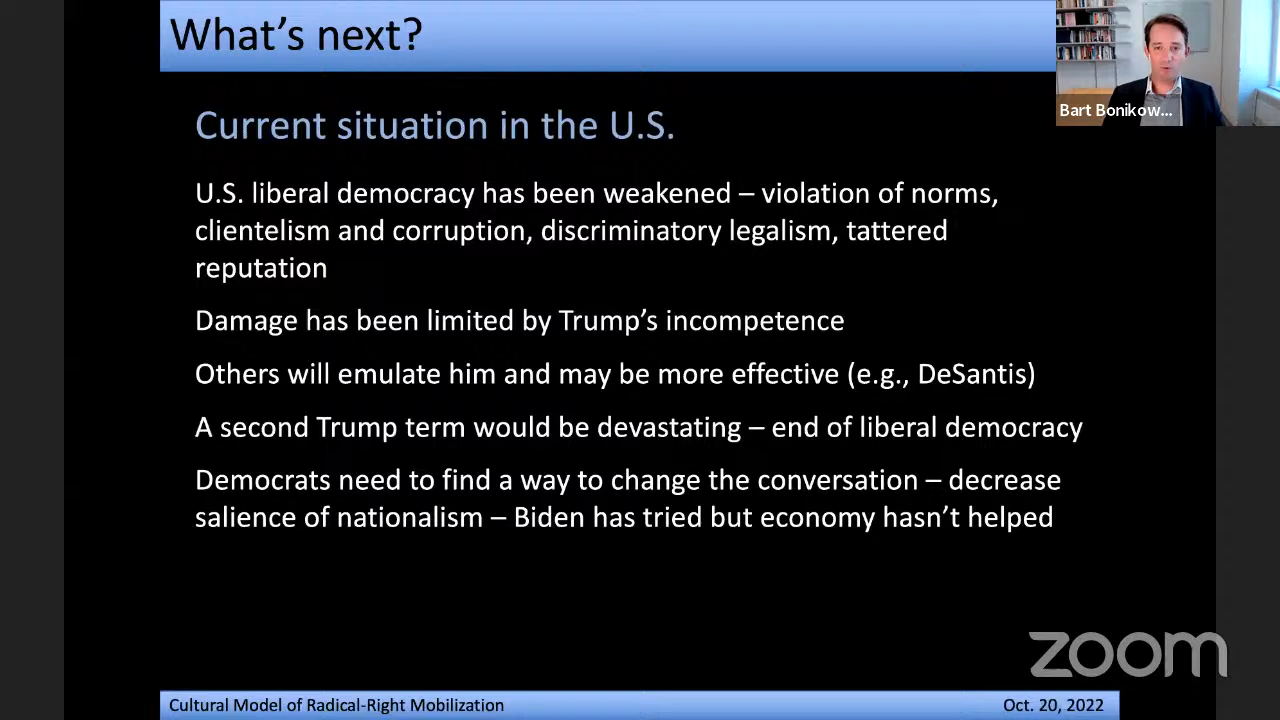 What's next?
Bart Bonikow...
Current situation in the U.S.
U.S. liberal democracy has been weakened – violation of norms,
clientelism and corruption, discriminatory legalism, tattered
reputation
Damage has been limited by Trump's incompetence
Others will emulate him and may be more effective (e.g., DeSantis)
A second Trump term would be devastating – end of liberal democracy
Democrats need to find a way to change the conversation – decrease
salience of nationalism – Biden has tried but economy hasn't helped
zoom
Cultural Model of Radical-Right Mobilization
Oct. 20, 2022